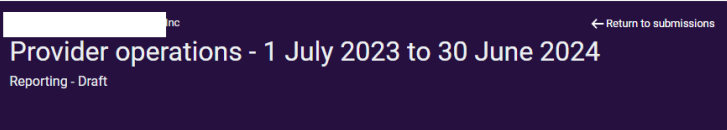 Inc
← Return to submissions
Provider operations - 1 July 2023 to 30 June 2024
Reporting - Draft